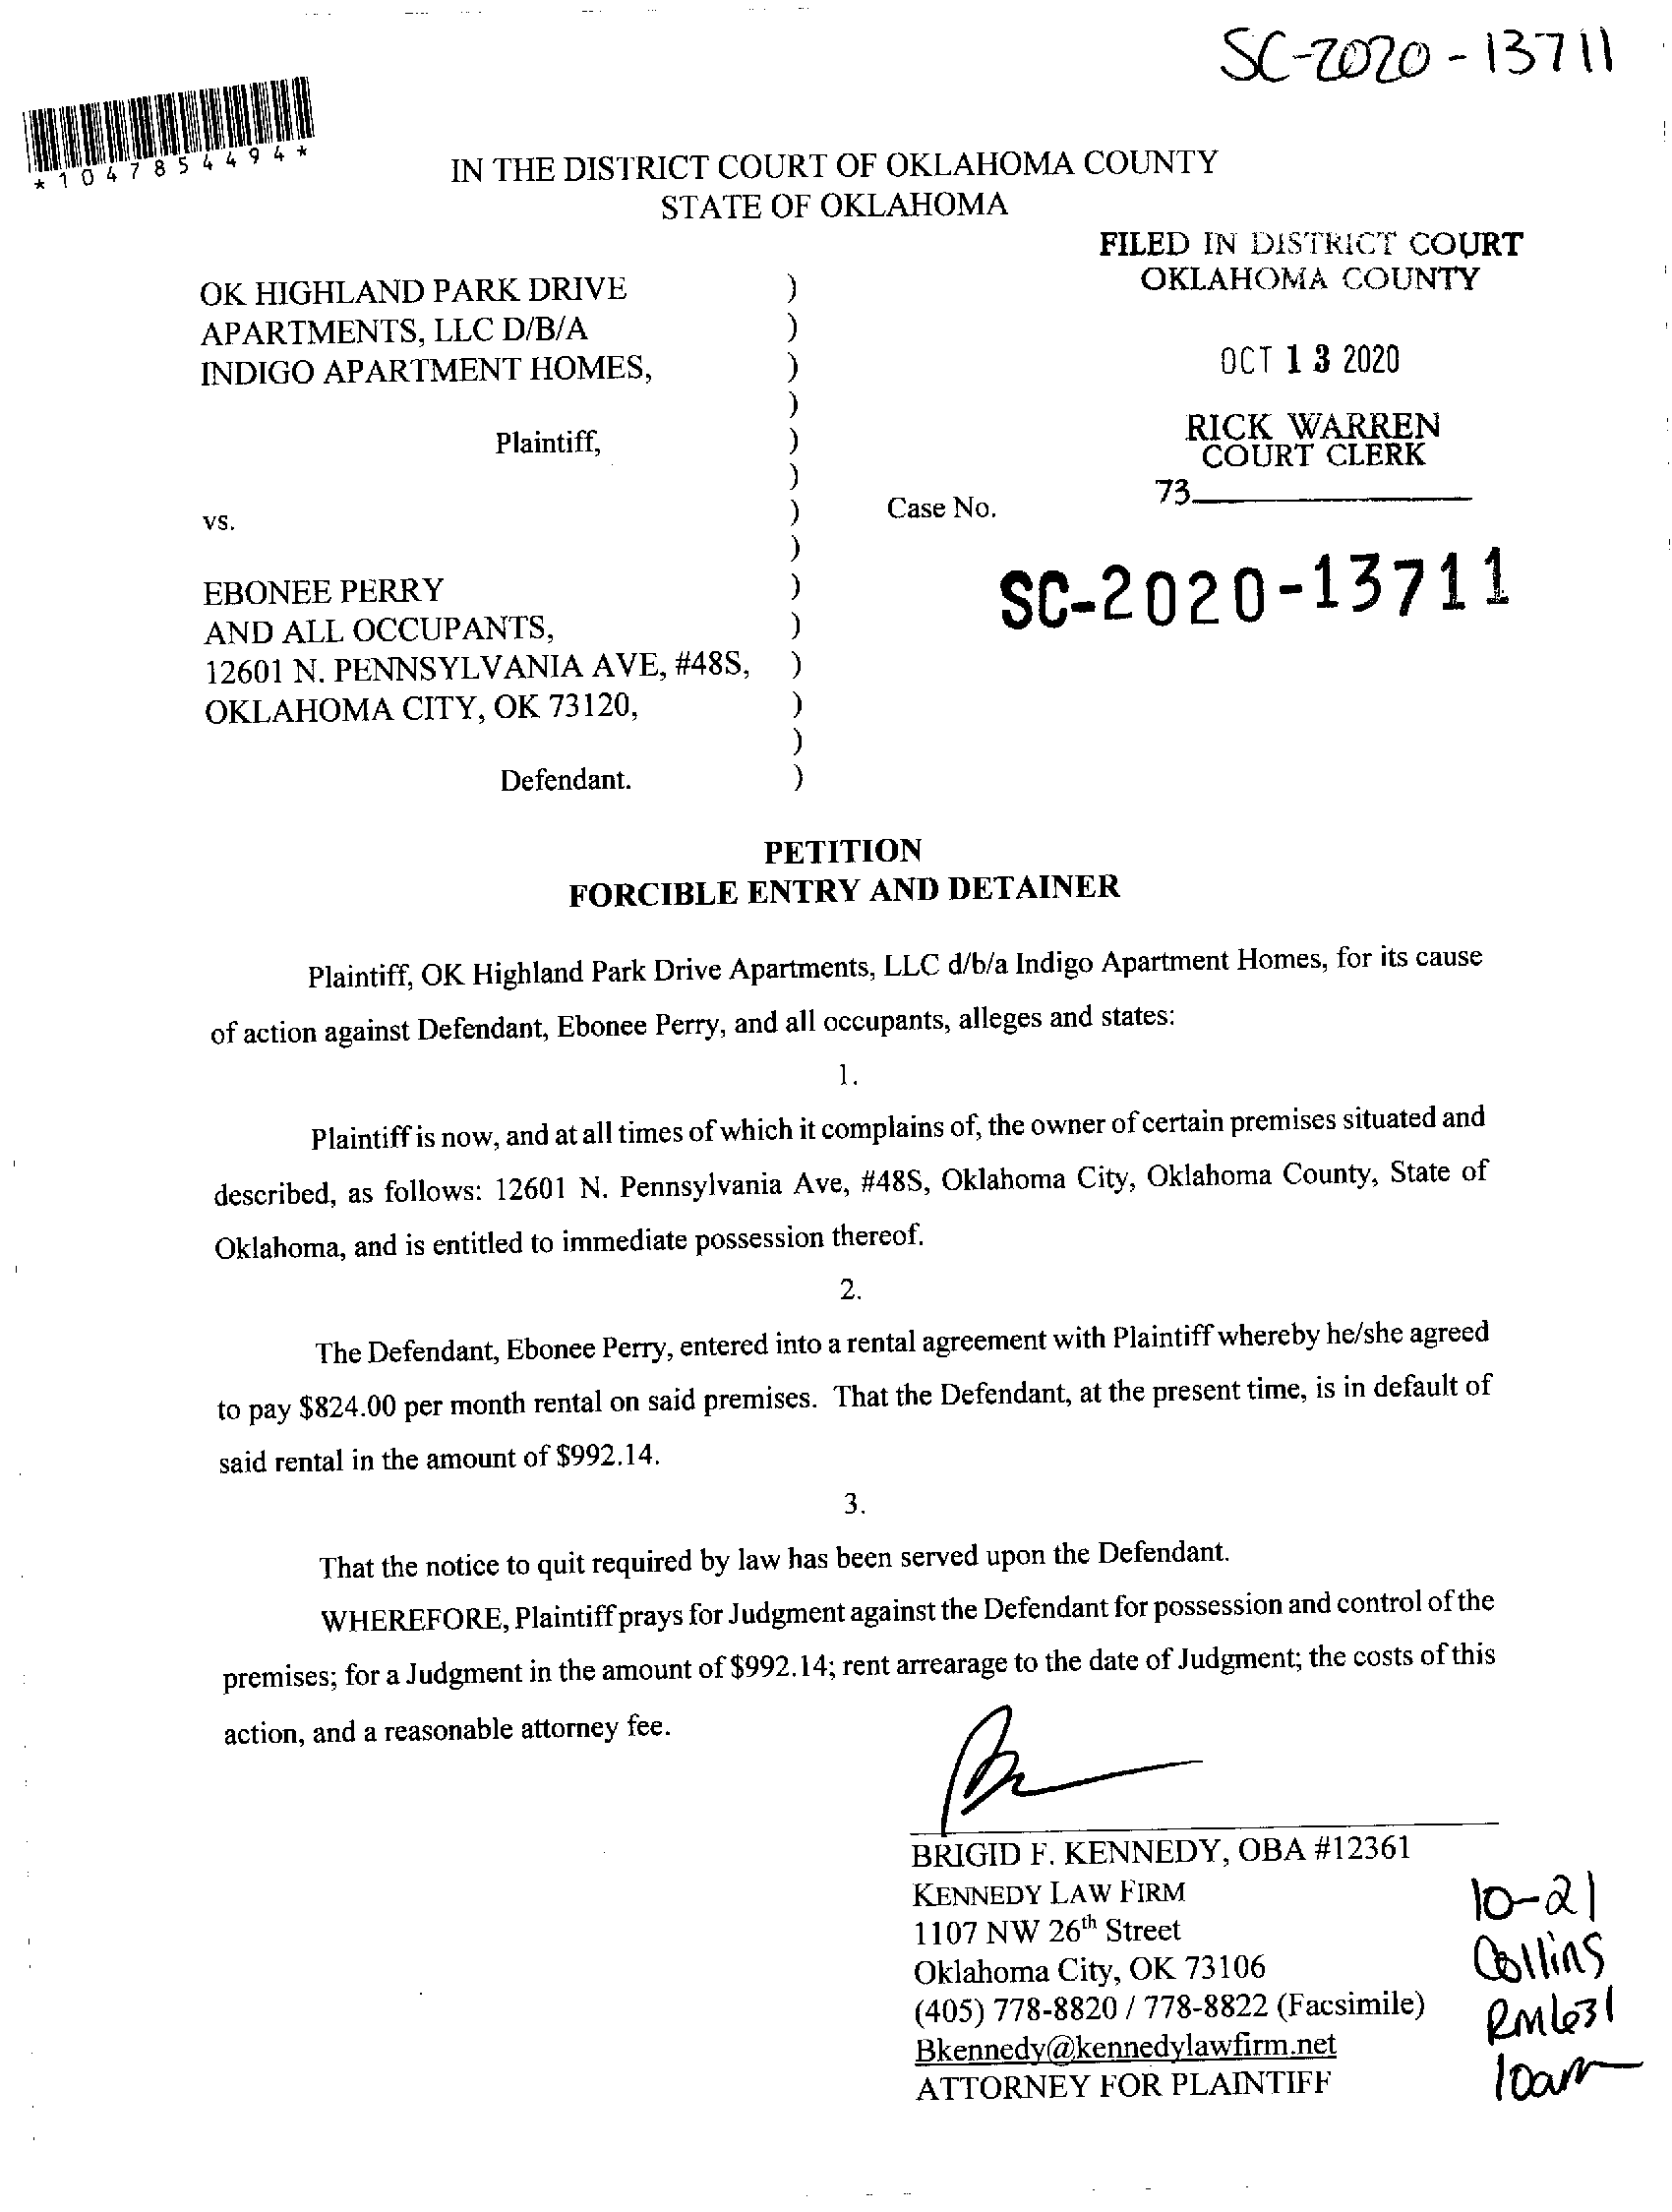 SC-2020-13711
*1047854494*
IN THE DISTRICT COURT OF OKLAHOMA COUNTY
STATE OF OKLAHOMA
FILED IN DISTRICT COURT
OKLAHOMA COUNTY
OCT 13 2020
RICK WARREN
COURT CLERK
73
OK HIGHLAND PARK DRIVE )
APARTMENTS, LLC D/B/A )
INDIGO APARTMENT HOMES, )
)
Plaintiff, )
)
vs. ) Case No.
)
SC-2020-13711
EBONEE PERRY )
AND ALL OCCUPANTS, )
12601 N. PENNSYLVANIA AVE, #48S, )
OKLAHOMA CITY, OK 73120, )
)
Defendant. )
PETITION
FORCIBLE ENTRY AND DETAINER
Plaintiff, OK Highland Park Drive Apartments, LLC d/b/a Indigo Apartment Homes, for its cause
of action against Defendant, Ebonee Perry, and all occupants, alleges and states:
1.
Plaintiff is now, and at all times of which it complains of, the owner of certain premises situated and
described, as follows: 12601 N. Pennsylvania Ave, #48S, Oklahoma City, Oklahoma County, State of
Oklahoma, and is entitled to immediate possession thereof.
2.
The Defendant, Ebonee Perry, entered into a rental agreement with Plaintiff whereby he/she agreed
to pay $824.00 per month rental on said premises. That the Defendant, at the present time, is in default of
said rental in the amount of $992.14.
3.
That the notice to quit required by law has been served upon the Defendant.
WHEREFORE, Plaintiff prays for Judgment against the Defendant for possession and control of the
premises; for a Judgment in the amount of $992.14; rent arrearage to the date of Judgment; the costs of this
action, and a reasonable attorney fee.
BRIGID F. KENNEDY, OBA #12361
KENNEDY LAW FIRM
1107 NW 26th Street
Oklahoma City, OK 73106
(405) 778-8820 / 778-8822 (Facsimile)
Bkennedy@kennedylawfirm.net
ATTORNEY FOR PLAINTIFF
10-21
Collins
RM631
10am